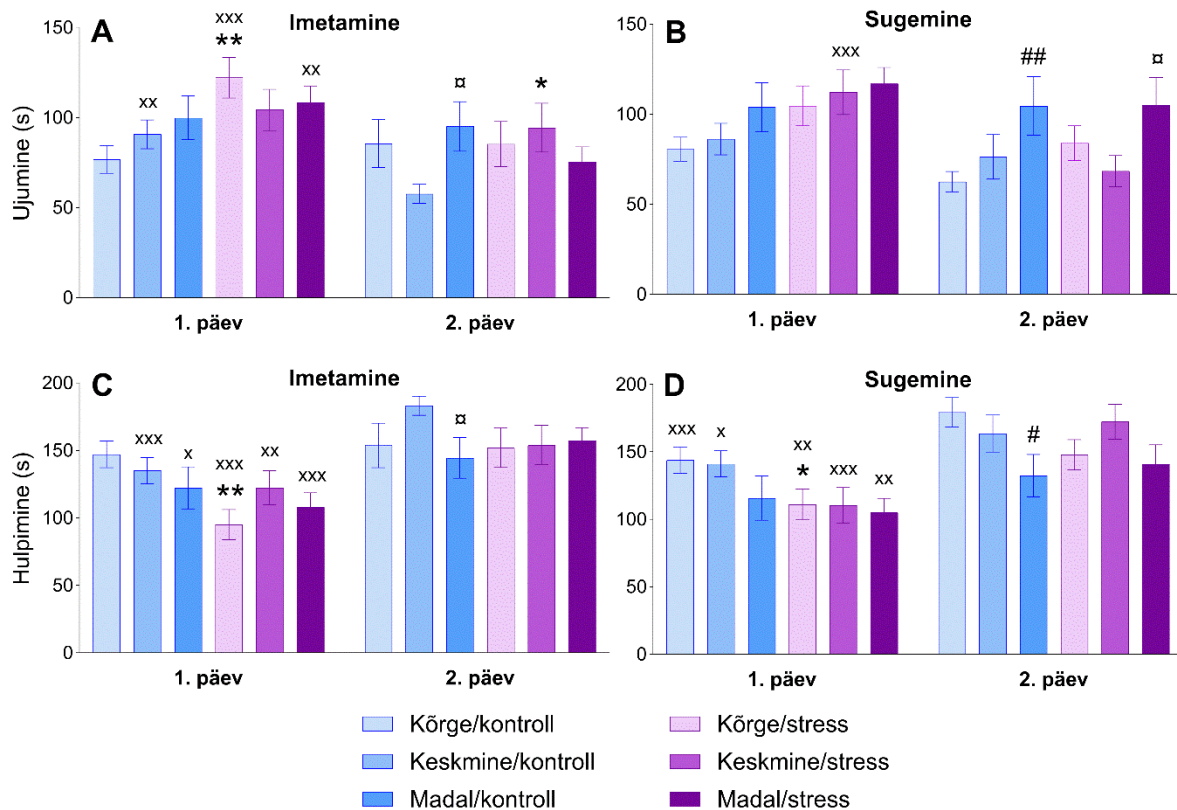 A
Imetamine
Ujumine (s)
150
100
50
0
xx
xxx
**
xx
¤
*
1. päev
2. päev
B
Sugemine
150
100
50
0
xxx
##
¤
1. päev
2. päev
C
Imetamine
Hulpimine (s)
200
150
100
50
0
xxx
x
xxx
**
xx
xxx
¤
1. päev
2. päev
D
Sugemine
200
150
100
50
0
xxx
x
xx
*
xxx
xx
#
1. päev
2. päev
Kõrge/kontroll
Keskmine/kontroll
Madal/kontroll
Kõrge/stress
Keskmine/stress
Madal/stress